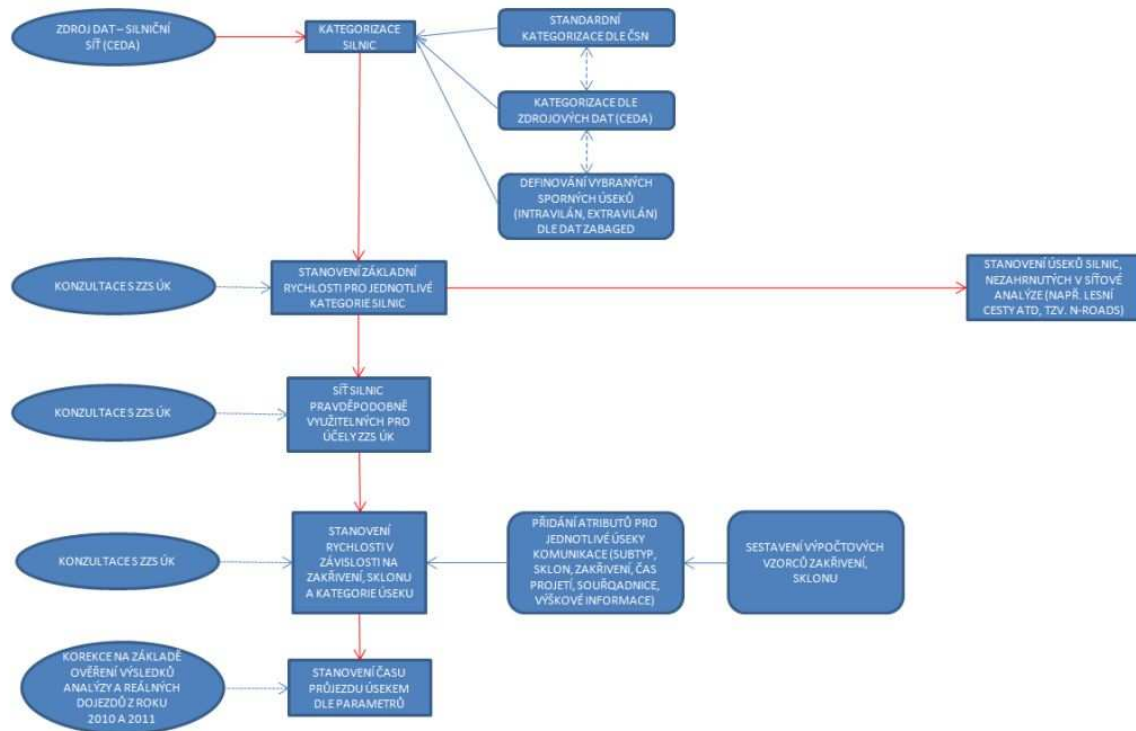 ZDROJ DAT – SILNIČNÍ
SÍŤ (CEDA)
KATEGORIZACE
SILNIC
STANDARDNÍ
KATEGORIZACE DLE ČSN
KATEGORIZACE DLE
ZDROJOVÝCH DAT (CEDA)
DEFINOVÁNÍ VYBRANÝCH
SPORNÝCH ÚSEKŮ
(INTRAVILÁN, EXTRAVILÁN)
DLE DAT ZABAGED
KONZULTACE S ZZS ÚK
STANOVENÍ ZÁKLADNÍ
RYCHLOSTI PRO JEDNOTLIVÉ
KATEGORIE SILNIC
STANOVENÍ ÚSEKŮ SILNIC,
NEZAHRNUTÝCH V SÍŤOVÉ
ANALÝZE (NAPŘ. LESNÍ
CESTY ATD, TZV. N-ROADS)
KONZULTACE S ZZS ÚK
SÍŤ SILNIC
PRAVDĚPODOBNĚ
VYUŽITELNÝCH PRO
ÚČELY ZZS ÚK
KONZULTACE S ZZS ÚK
STANOVENÍ
RYCHLOSTI V
ZÁVISLOSTI NA
ZAKŘIVENÍ, SKLONU
A KATEGORIE ÚSEKU
PŘIDÁNÍ ATRIBUTŮ PRO
JEDNOTLIVÉ ÚSEKY
KOMUNIKACE (SUBTYP,
SKLON, ZAKŘIVENÍ, ČAS
PROJETÍ, SOUŘQADNICE,
VÝŠKOVÉ INFORMACE)
SESTAVENÍ VÝPOČTOVÝCH
VZORCŮ ZAKŘIVENÍ,
SKLONU
KOREKCE NA ZÁKLADĚ
OVĚŘENÍ VÝSLEDKŮ
ANALÝZY A REÁLNÝCH
DOJEZDŮ Z ROKU
2010 A 2011
STANOVENÍ ČASU
PRŮJEZDU ÚSEKEM
DLE PARAMETRŮ